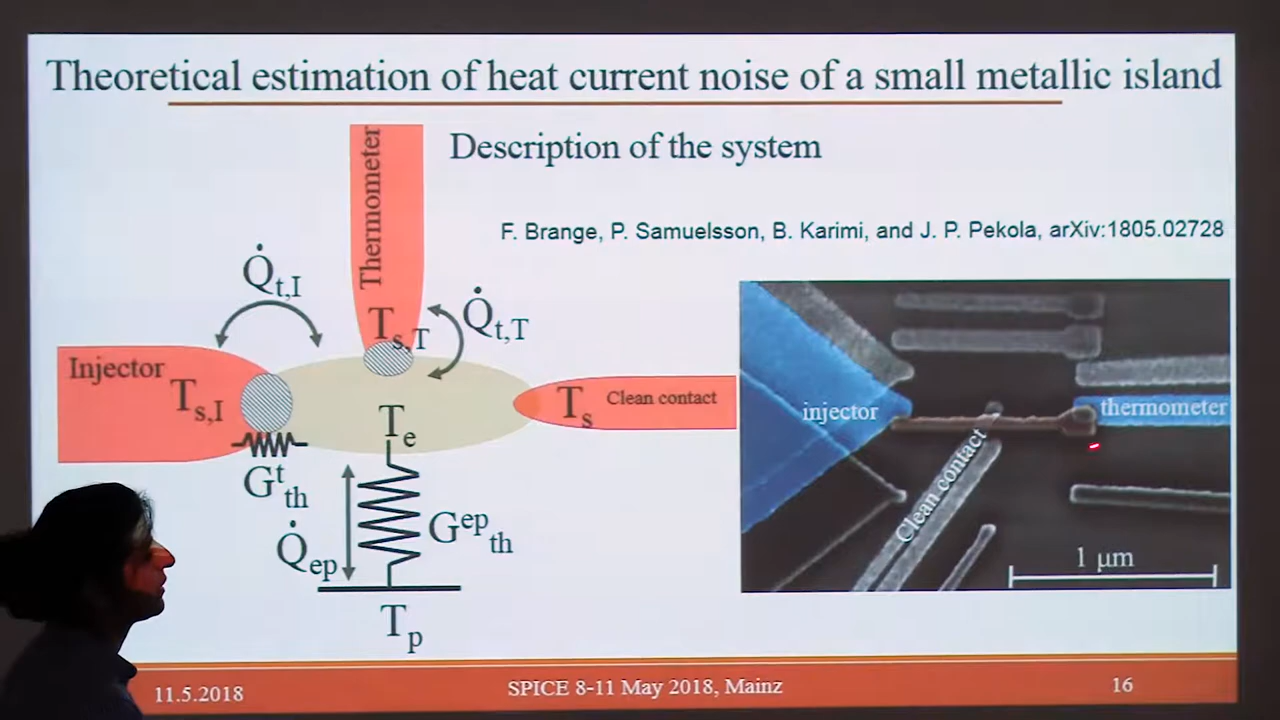 Theoretical estimation of heat current noise of a small metallic island
Description of the system
F. Brange, P. Samuelsson, B. Karimi, and J. P. Pekola, arXiv:1805.02728
Thermometer
Q̇t,I
Ts,T
Q̇t,T
Injector
Ts,I
Ts
Clean contact
Te
Gtth
Gepth
Q̇ep
Tp
injector
thermometer
Clean contact
1 μm
11.5.2018
SPICE 8-11 May 2018, Mainz
16